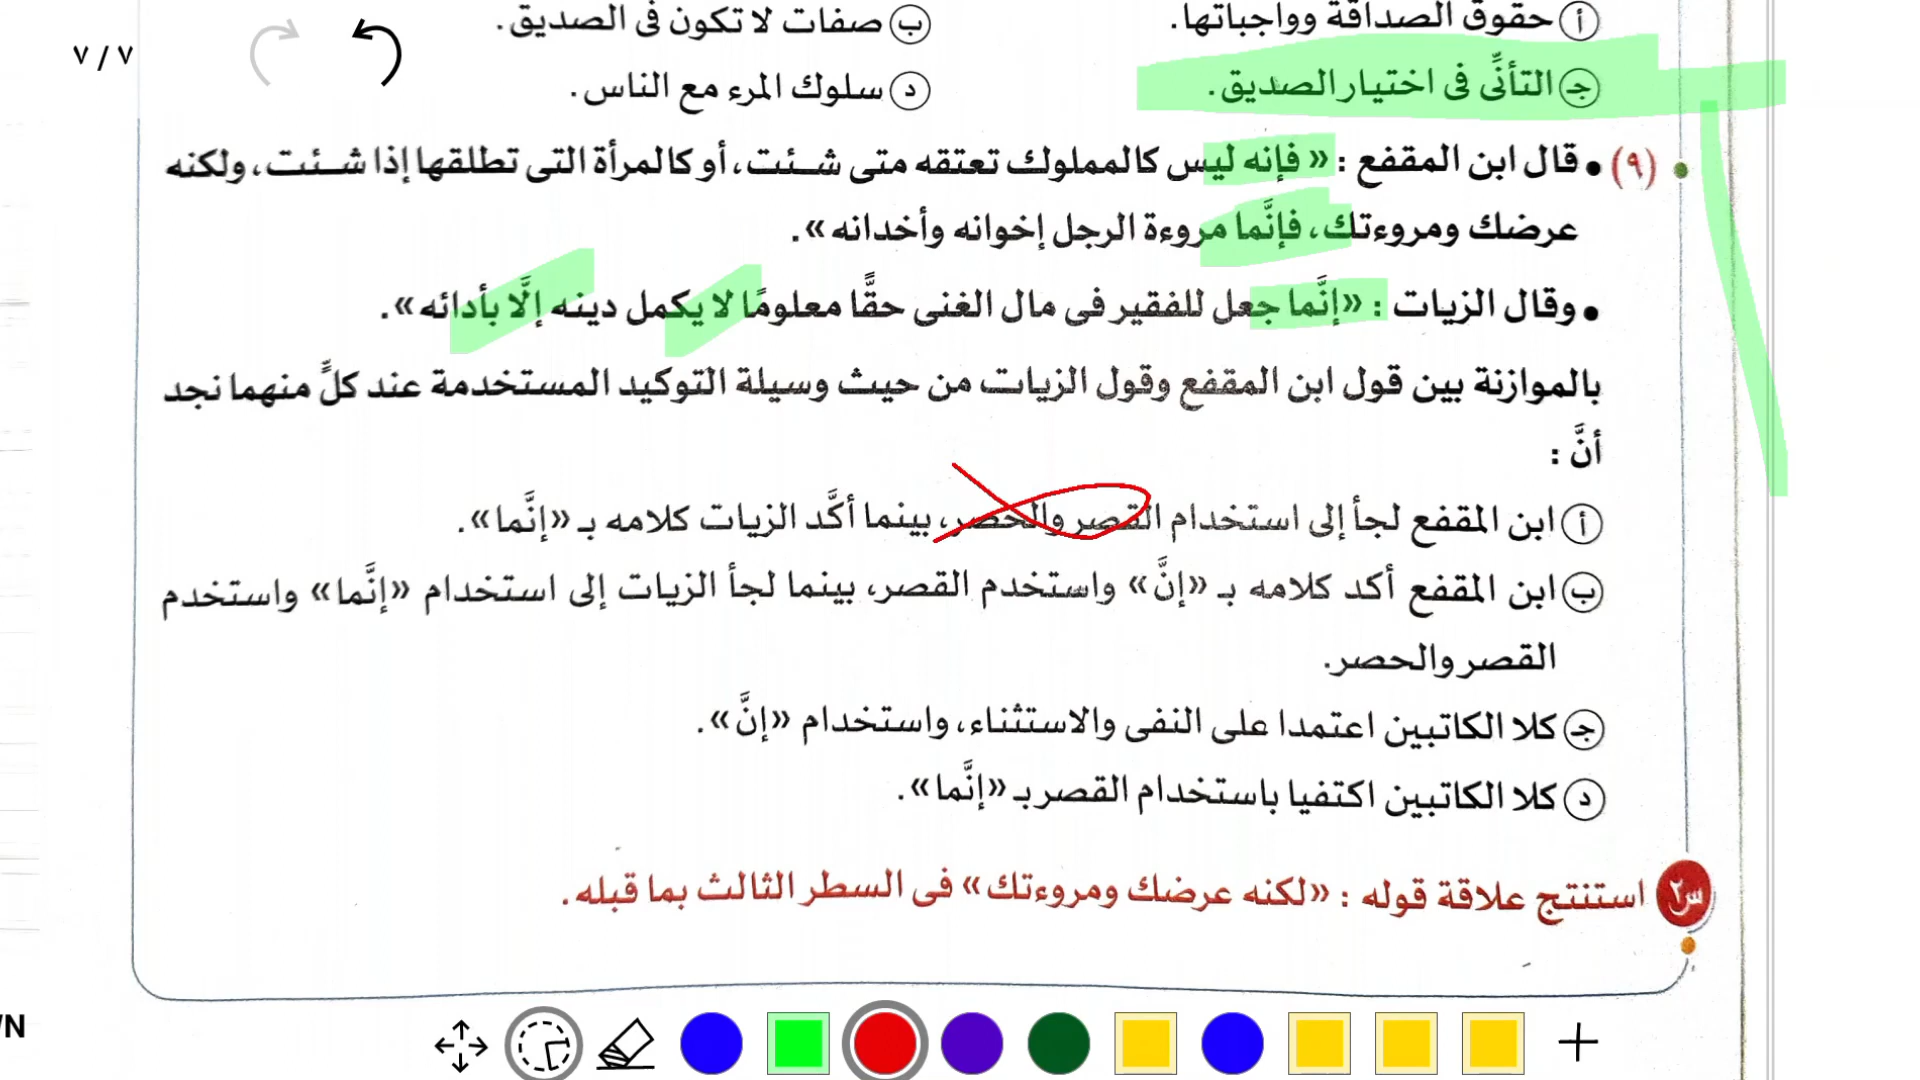 أ حقوق الصداقة وواجباتها.
ب صفات لا تكون فى الصديق.
٧ / ٧
جـ التأنِّى فى اختيار الصديق.
د سلوك المرء مع الناس.
(٩) • قال ابن المقفع : « فإنه ليس كالمملوك تعتقه متى شئت، أو كالمرأة التى تطلقها إذا شئت، ولكنه
عرضك ومروءتك، فإنَّما مروءة الرجل إخوانه وأخدانه ».
• وقال الزيات : «إنَّما جعل للفقير فى مال الغنى حقًّا معلومًا لا يكمل دينه إلَّا بأدائه ».
بالموازنة بين قول ابن المقفع وقول الزيات من حيث وسيلة التوكيد المستخدمة عند كلٍّ منهما نجد
أنَّ :
أ ابن المقفع لجأ إلى استخدام القصر والحصر، بينما أكَّد الزيات كلامه بـ «إنَّما».
ب ابن المقفع أكد كلامه بـ «إنَّ» واستخدم القصر، بينما لجأ الزيات إلى استخدام «إنَّما» واستخدم
القصر والحصر.
جـ كلا الكاتبين اعتمدا على النفى والاستثناء، واستخدام «إنَّ».
د كلا الكاتبين اكتفيا باستخدام القصر بـ «إنَّما».
س٢ استنتج علاقة قوله : «لكنه عرضك ومروءتك» فى السطر الثالث بما قبله.